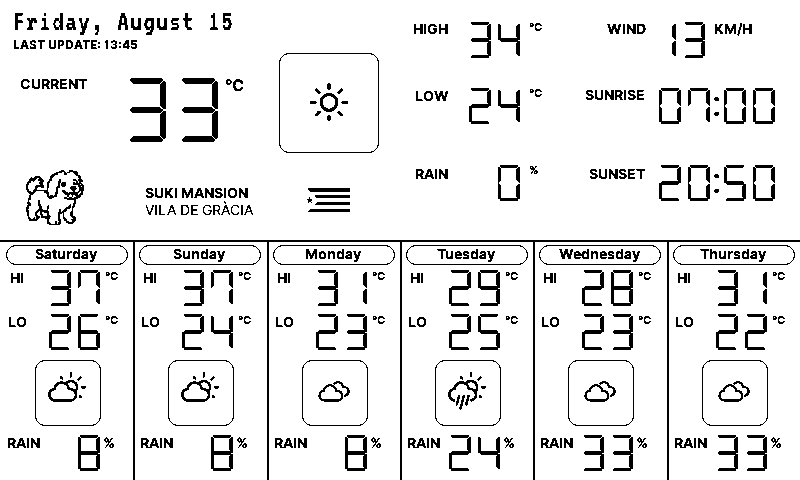 Friday, August 15
LAST UPDATE: 13:45
CURRENT 33 °C
SUKI MANSION
VILA DE GRÀCIA
HIGH 34 °C
LOW 24 °C
RAIN 0 %
WIND 13 KM/H
SUNRISE 07:00
SUNSET 20:50
Saturday
HI 37 °C
LO 26 °C
RAIN 8 %
Sunday
HI 37 °C
LO 24 °C
RAIN 8 %
Monday
HI 31 °C
LO 23 °C
RAIN 8 %
Tuesday
HI 29 °C
LO 25 °C
RAIN 24 %
Wednesday
HI 28 °C
LO 23 °C
RAIN 33 %
Thursday
HI 31 °C
LO 22 °C
RAIN 33 %